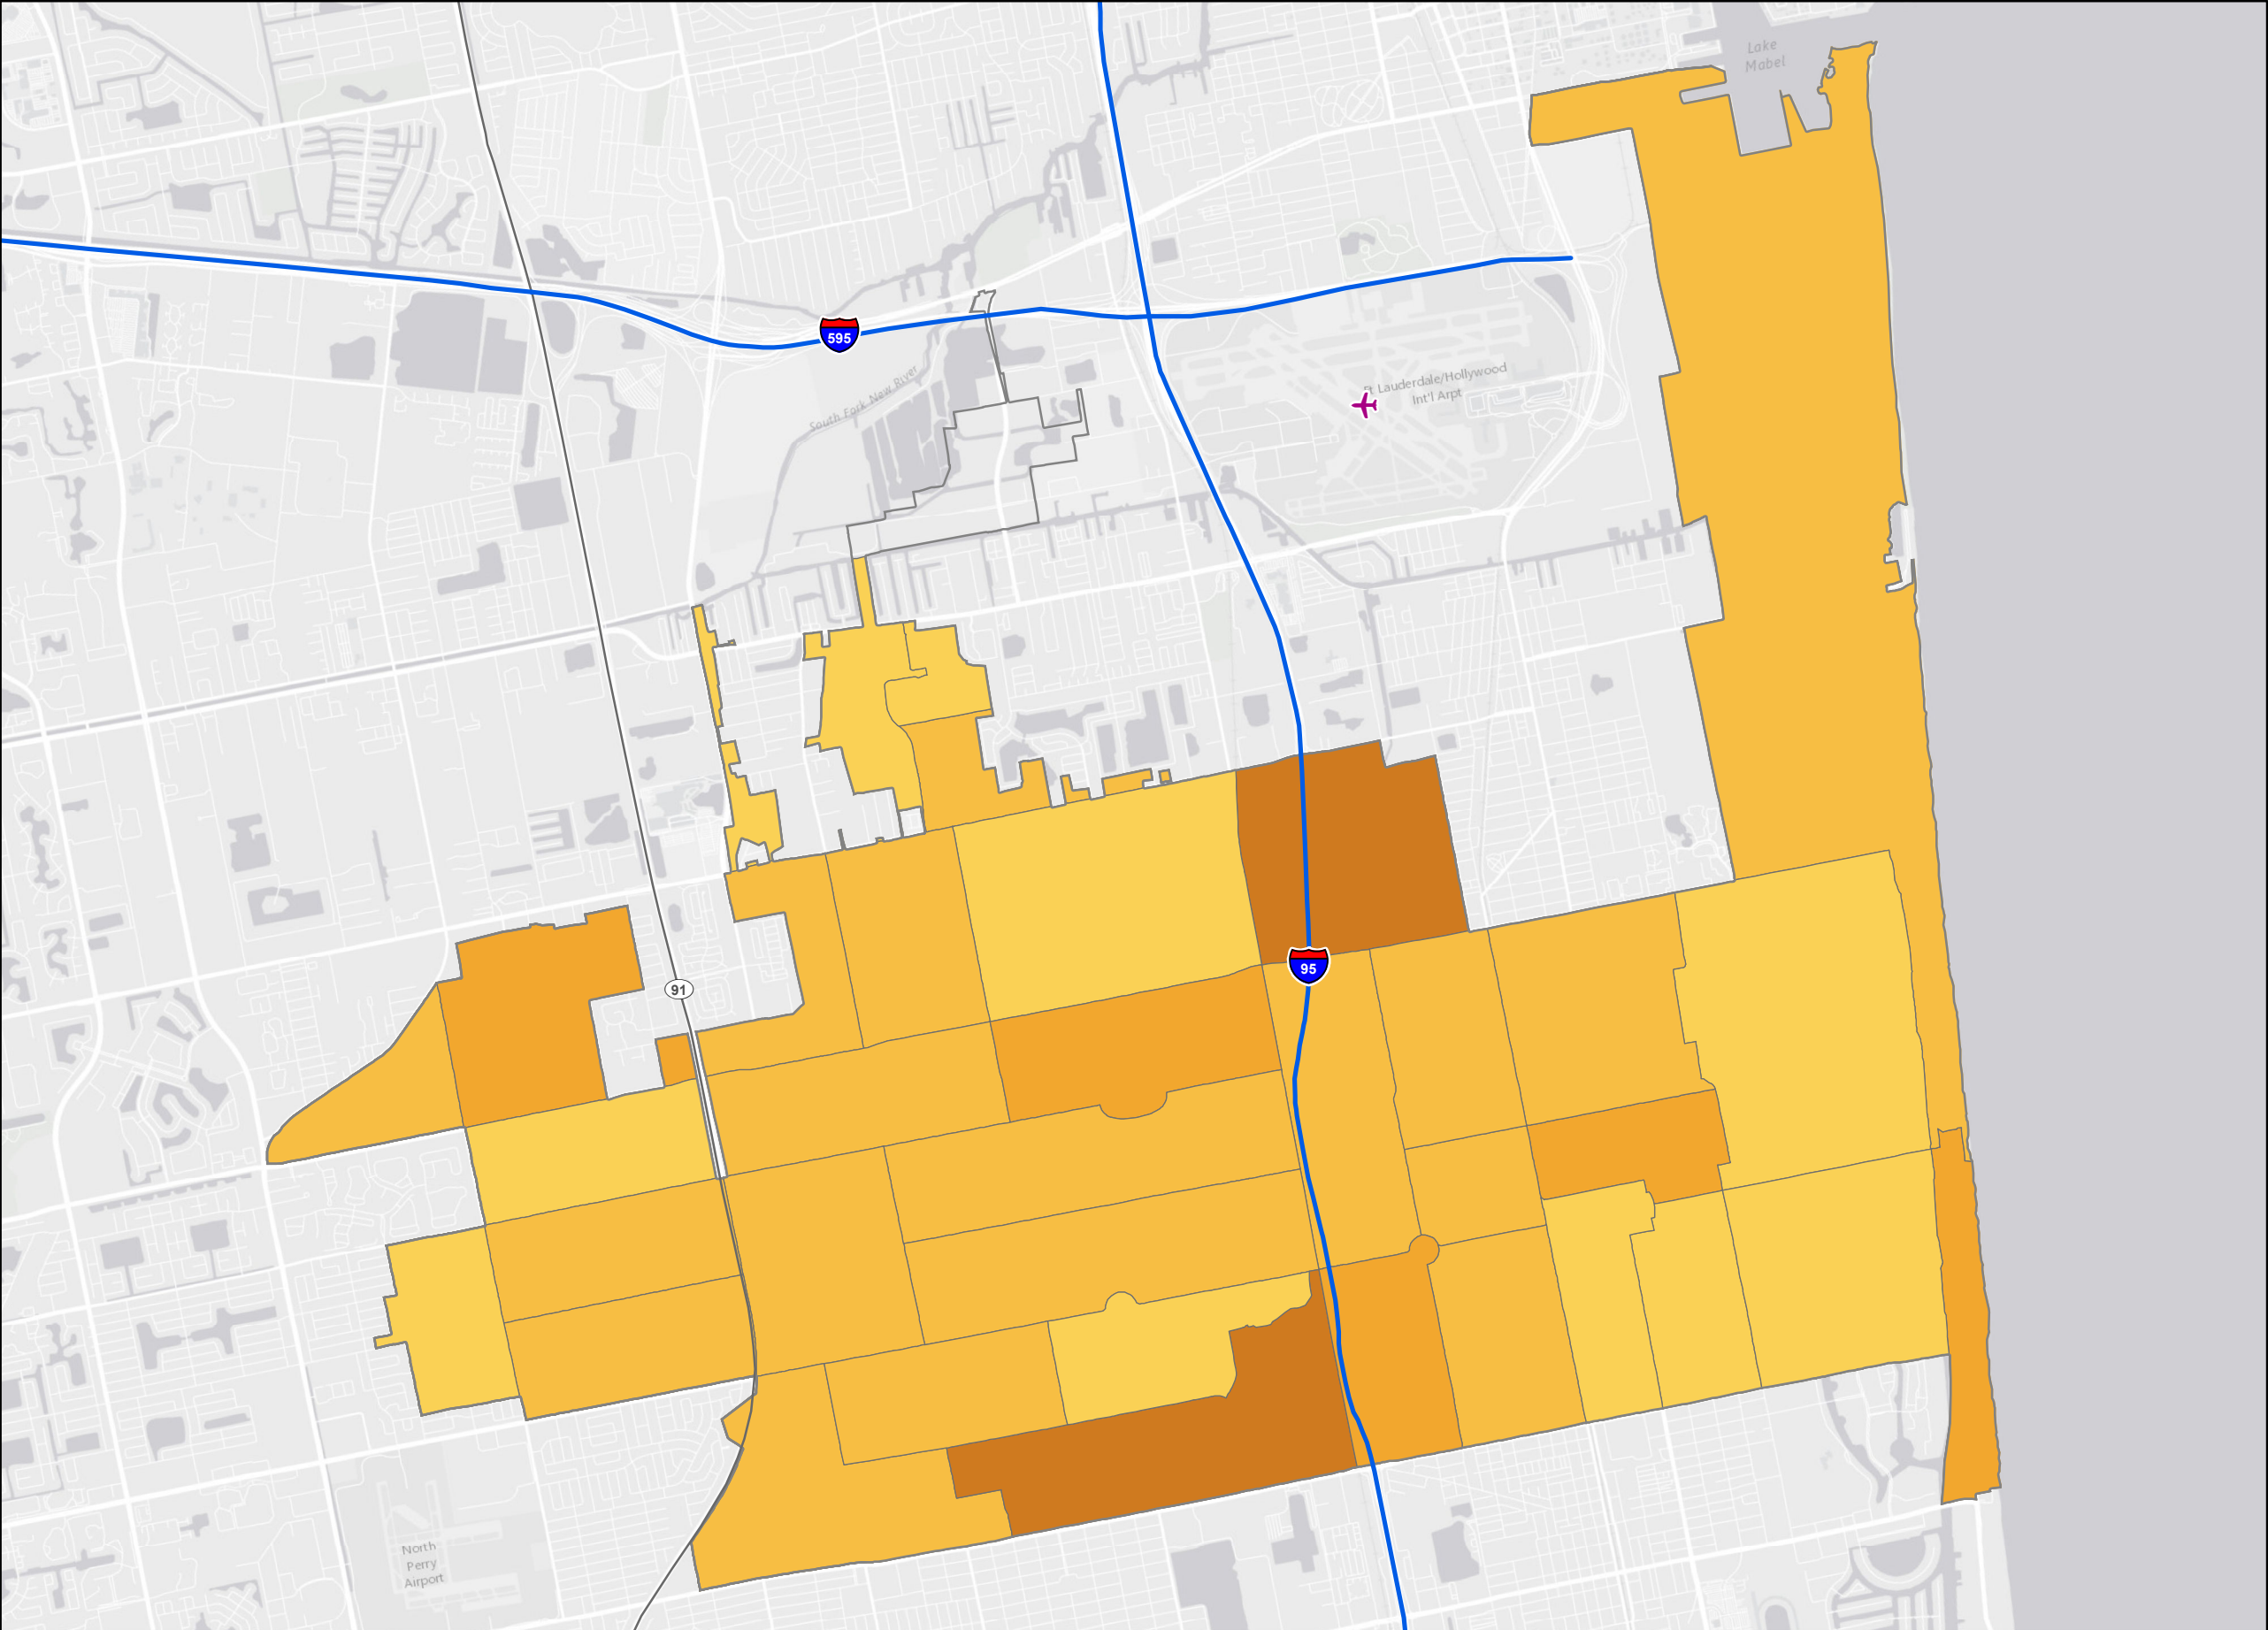 Lake
Mabel
595
South Fork New River
Ft Lauderdale/Hollywood
Int'l Arpt
95
91
North
Perry
Airport